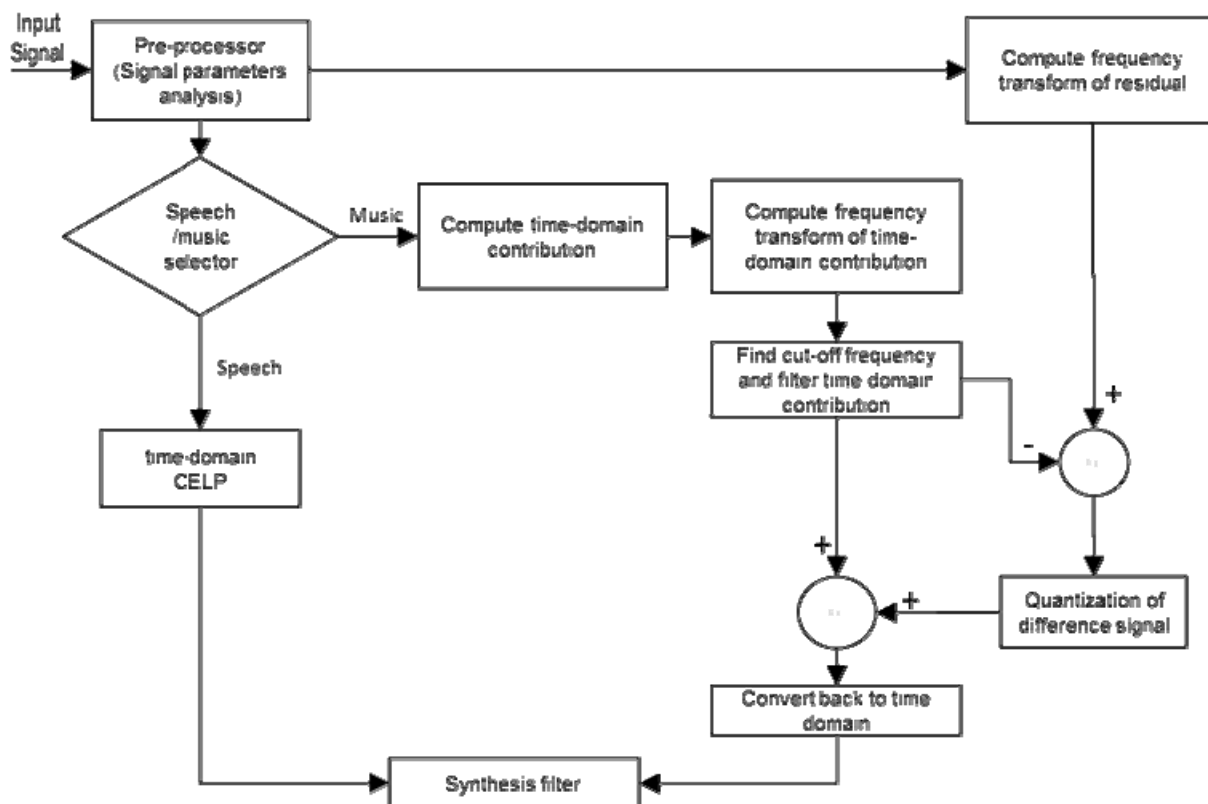 Input
Signal
Pre-processor
(Signal parameters
analysis)
Compute frequency
transform of residual
Speech
/music
selector
Music
Compute time-domain
contribution
Compute frequency
transform of time-
domain contribution
Speech
Find cut-off frequency
and filter time domain
contribution
+
-
time-domain
CELP
+
+
Quantization of
difference signal
Convert back to time
domain
Synthesis filter